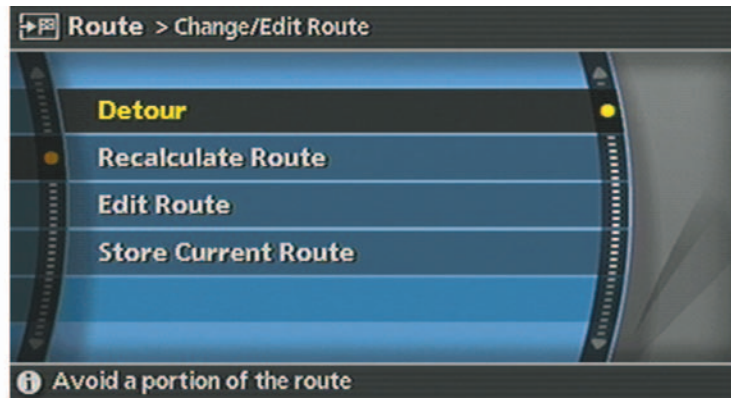 Route > Change/Edit Route
Detour
Recalculate Route
Edit Route
Store Current Route
Avoid a portion of the route